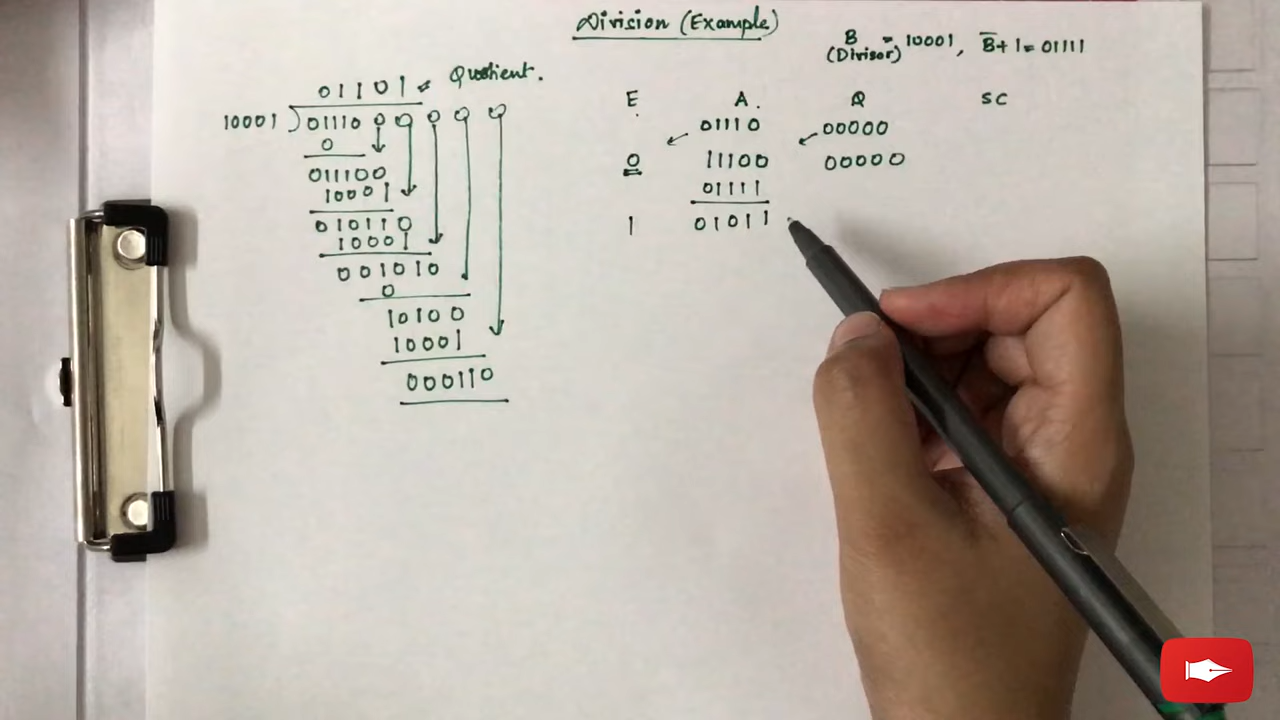 Division (Example)
B = 10001, B̅+1 = 01111
(Divisor)
01101 Quotient.
10001 ) 01110 0 0 0 0 0
0
011100
10001
010110
10001
001010
0
10100
10001
000110
E A. Q SC
01110 00000
0 11100 00000
01111
1 01011